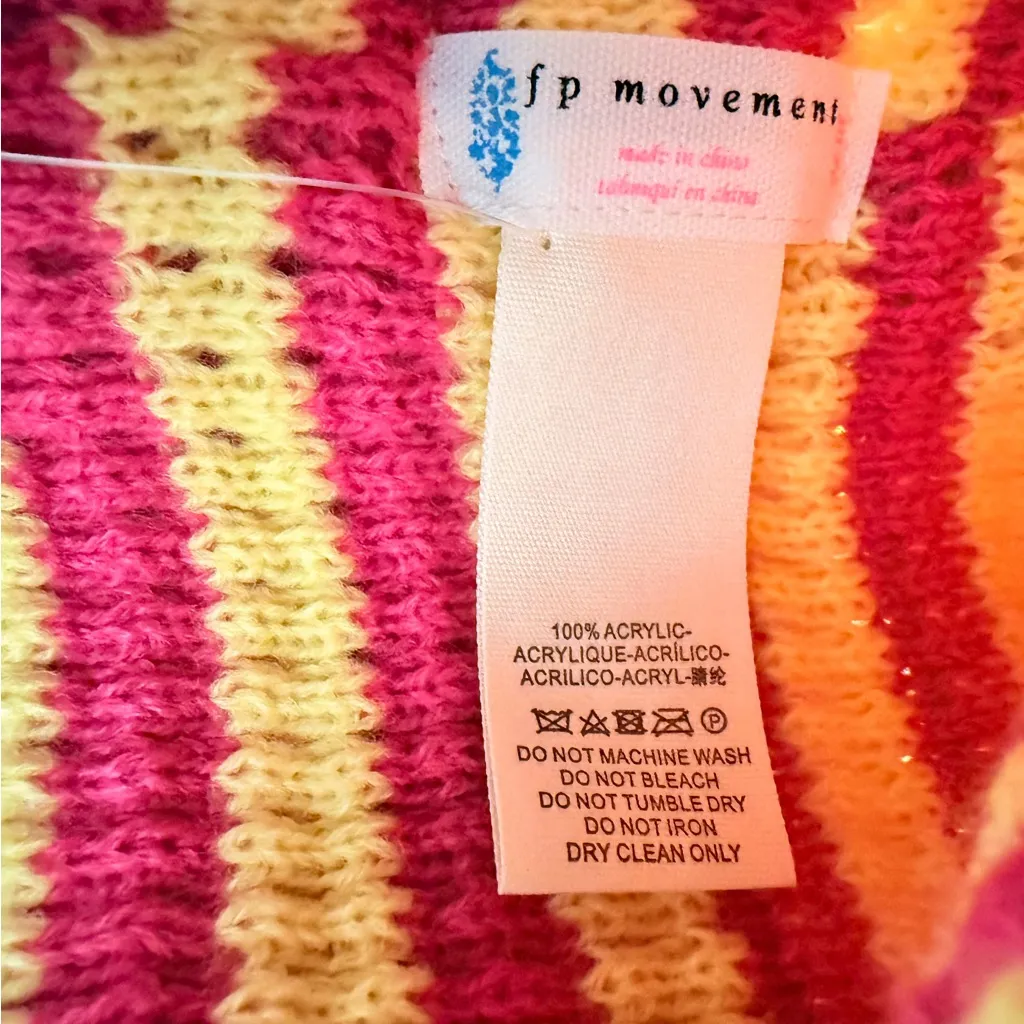 fp movement
made in china
fabriqué en china
100% ACRYLIC-
ACRYLIQUE-ACRÍLICO-
ACRILICO-ACRYL-腈纶
P
DO NOT MACHINE WASH
DO NOT BLEACH
DO NOT TUMBLE DRY
DO NOT IRON
DRY CLEAN ONLY